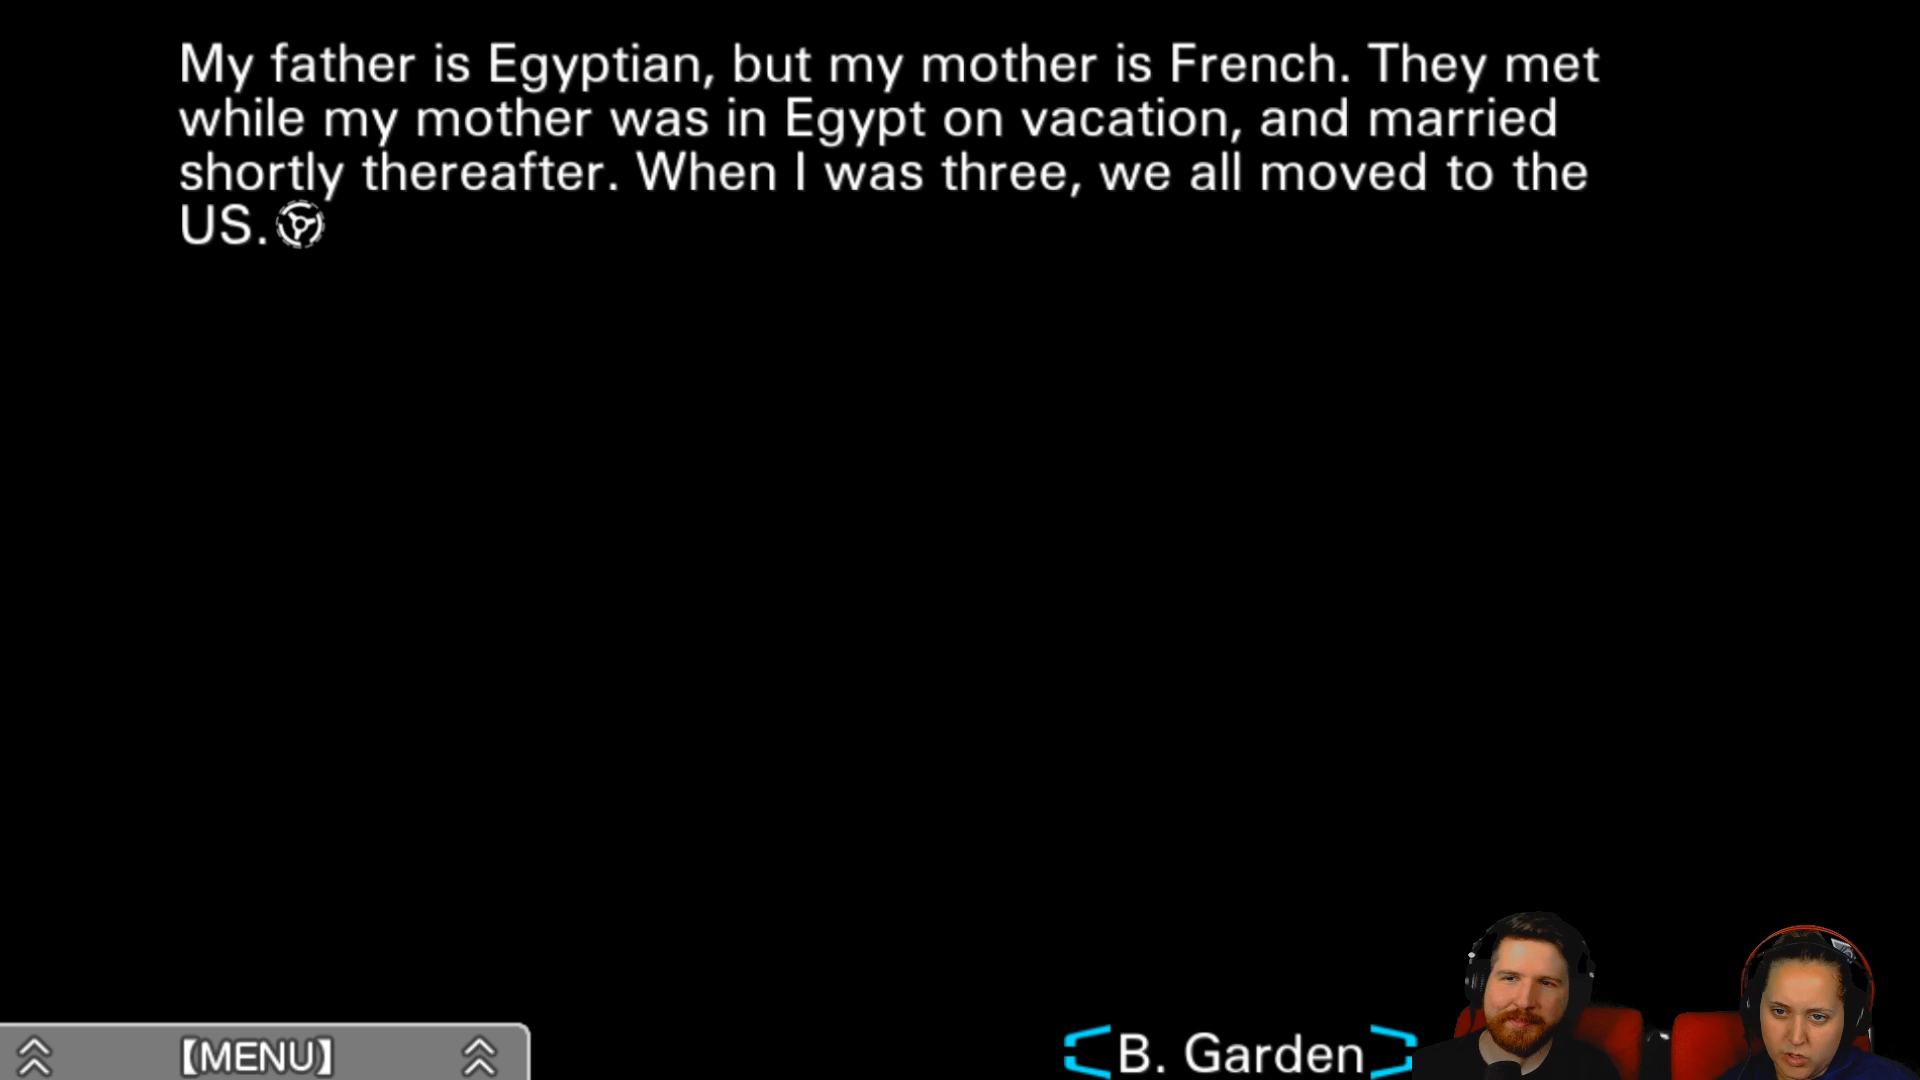 My father is Egyptian, but my mother is French. They met
while my mother was in Egypt on vacation, and married
shortly thereafter. When I was three, we all moved to the
US.
【MENU】
B. Garden